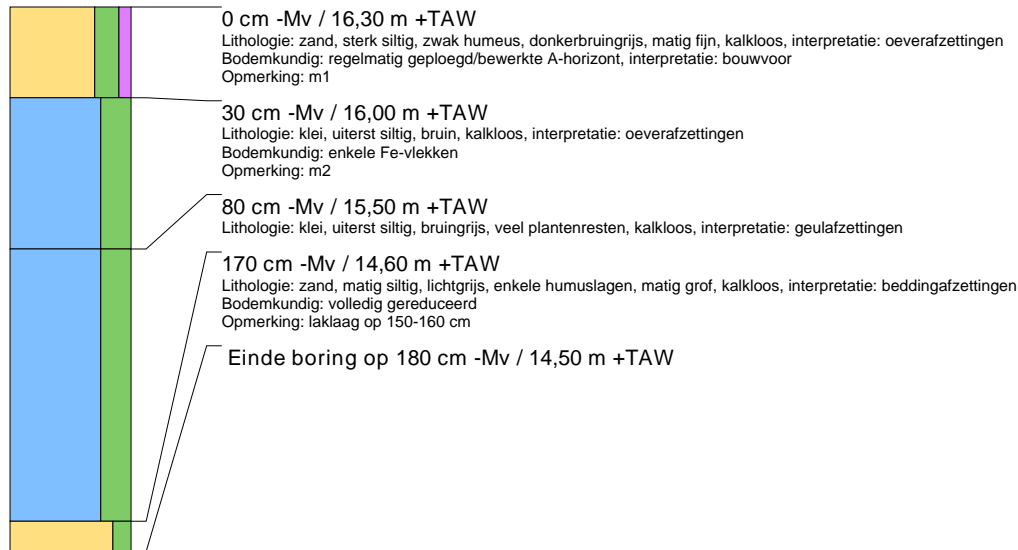 0 cm -Mv / 16,30 m +TAW
Lithologie: zand, sterk siltig, zwak humeus, donkerbruingrijs, matig fijn, kalkloos, interpretatie: oeverafzettingen
Bodemkundig: regelmatig geploegd/bewerkte A-horizont, interpretatie: bouwvoor
Opmerking: m1
30 cm -Mv / 16,00 m +TAW
Lithologie: klei, uiterst siltig, bruin, kalkloos, interpretatie: oeverafzettingen
Bodemkundig: enkele Fe-vlekken
Opmerking: m2
80 cm -Mv / 15,50 m +TAW
Lithologie: klei, uiterst siltig, bruingrijs, veel plantenresten, kalkloos, interpretatie: geulafzettingen
170 cm -Mv / 14,60 m +TAW
Lithologie: zand, matig siltig, lichtgrijs, enkele humuslagen, matig grof, kalkloos, interpretatie: beddingafzettingen
Bodemkundig: volledig gereduceerd
Opmerking: laklaag op 150-160 cm
Einde boring op 180 cm -Mv / 14,50 m +TAW